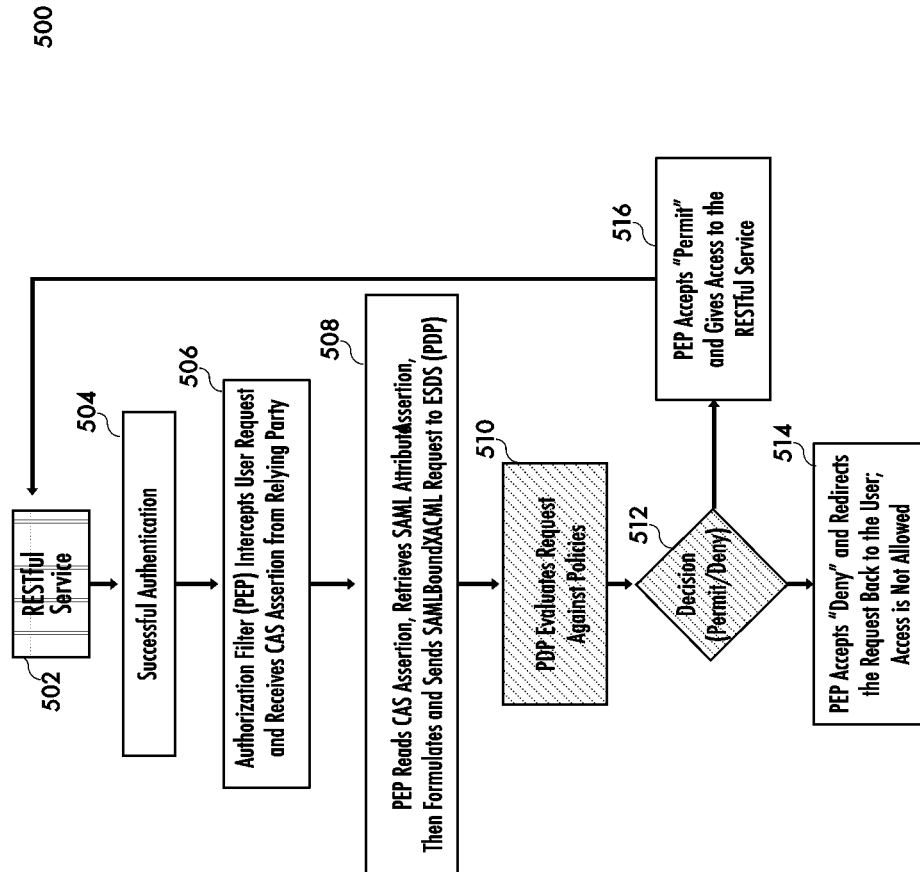 500
RESTful
Service
502
504
Successful Authentication
506
Authorization Filter (PEP) Intercepts User Request
and Receives CAS Assertion from Relying Party
508
PEP Reads CAS Assertion, Retrieves SAML AttributeAssertion,
Then Formulates and Sends SAMLBoundXACML Request to ESDS (PDP)
510
PDP Evaluates Request
Against Policies
512
Decision
(Permit/Deny)
516
PEP Accepts “Permit”
and Gives Access to the
RESTful Service
514
PEP Accepts “Deny” and Redirects
the Request Back to the User;
Access is Not Allowed